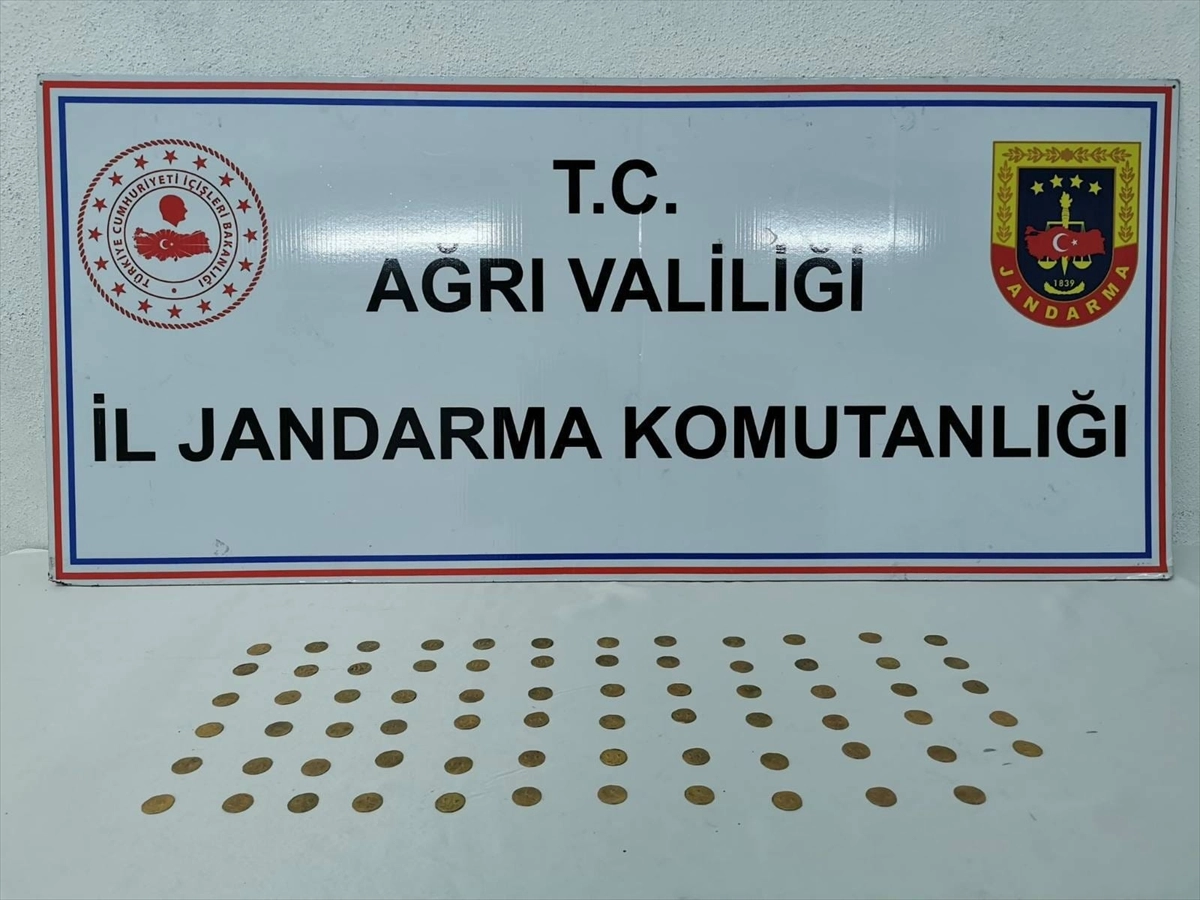 TÜRKİYE CUMHURİYETİ İÇİŞLERİ BAKANLIĞI
T.C.
AĞRI VALİLİĞİ
İL JANDARMA KOMUTANLIĞI
1839
JANDARMA